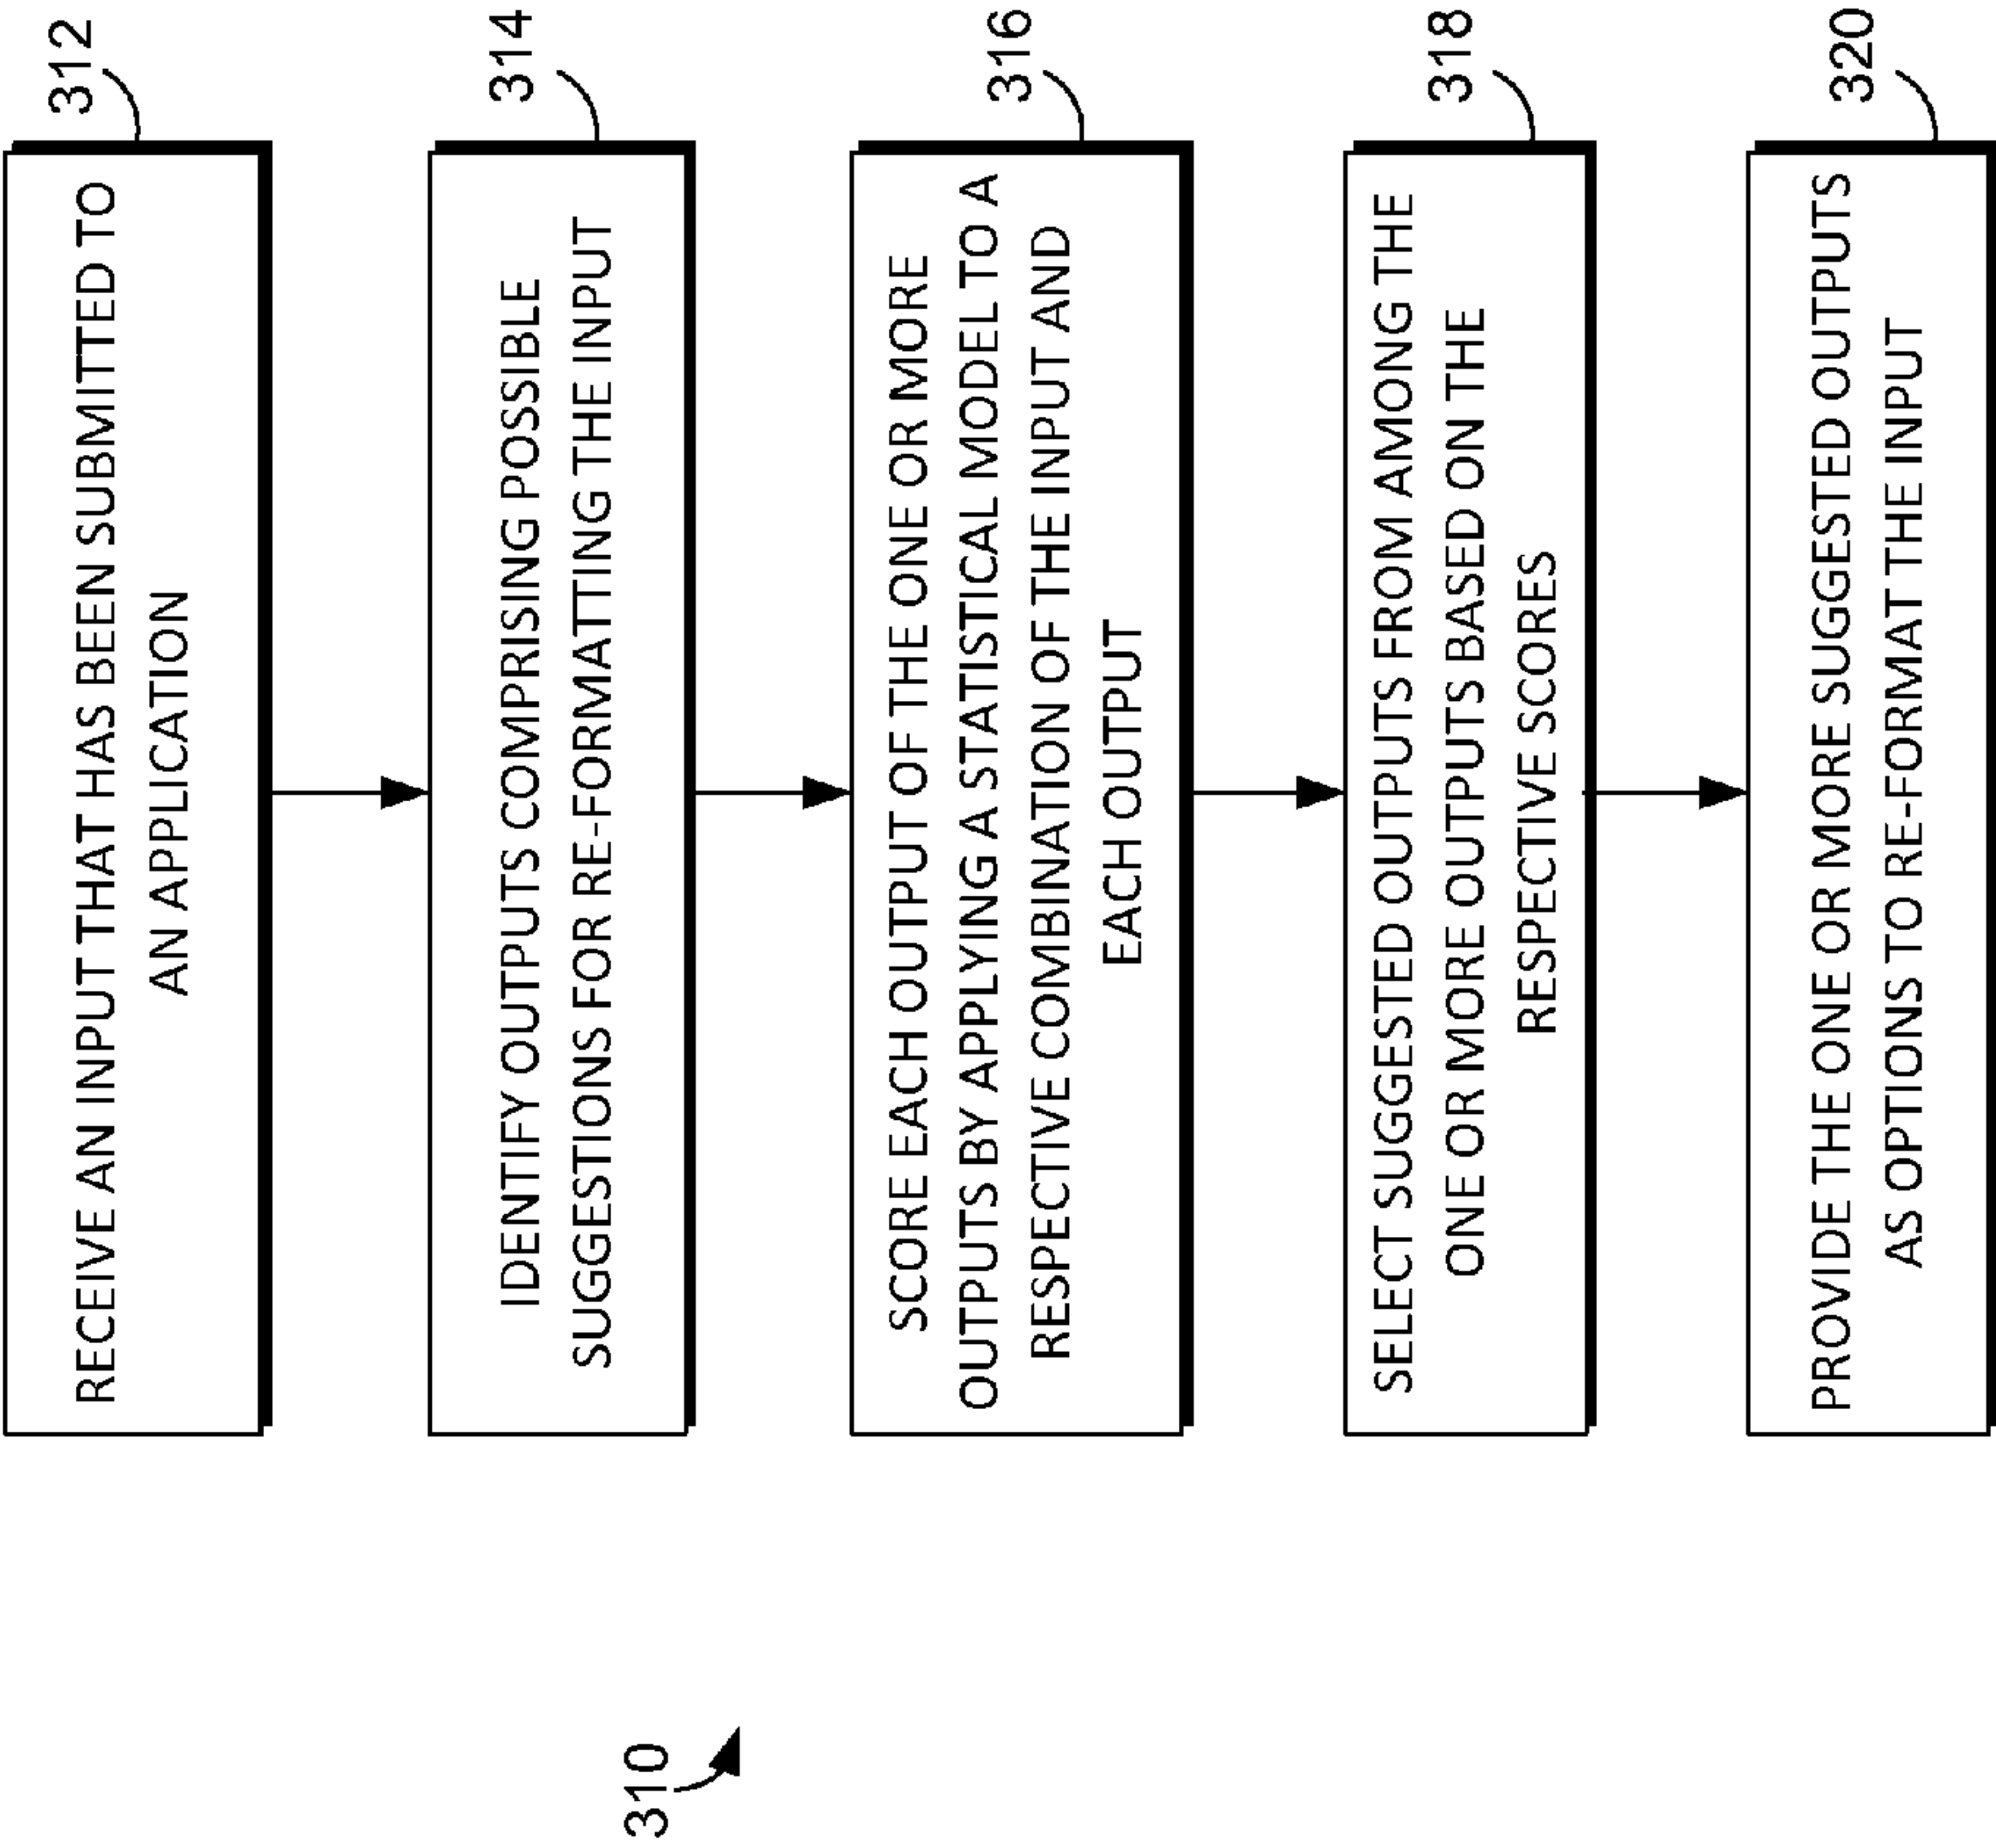 310
RECEIVE AN INPUT THAT HAS BEEN SUBMITTED TO
AN APPLICATION
312
IDENTIFY OUTPUTS COMPRISING POSSIBLE
SUGGESTIONS FOR RE-FORMATTING THE INPUT
314
SCORE EACH OUTPUT OF THE ONE OR MORE
OUTPUTS BY APPLYING A STATISTICAL MODEL TO A
RESPECTIVE COMBINATION OF THE INPUT AND
EACH OUTPUT
316
SELECT SUGGESTED OUTPUTS FROM AMONG THE
ONE OR MORE OUTPUTS BASED ON THE
RESPECTIVE SCORES
318
PROVIDE THE ONE OR MORE SUGGESTED OUTPUTS
AS OPTIONS TO RE-FORMAT THE INPUT
320